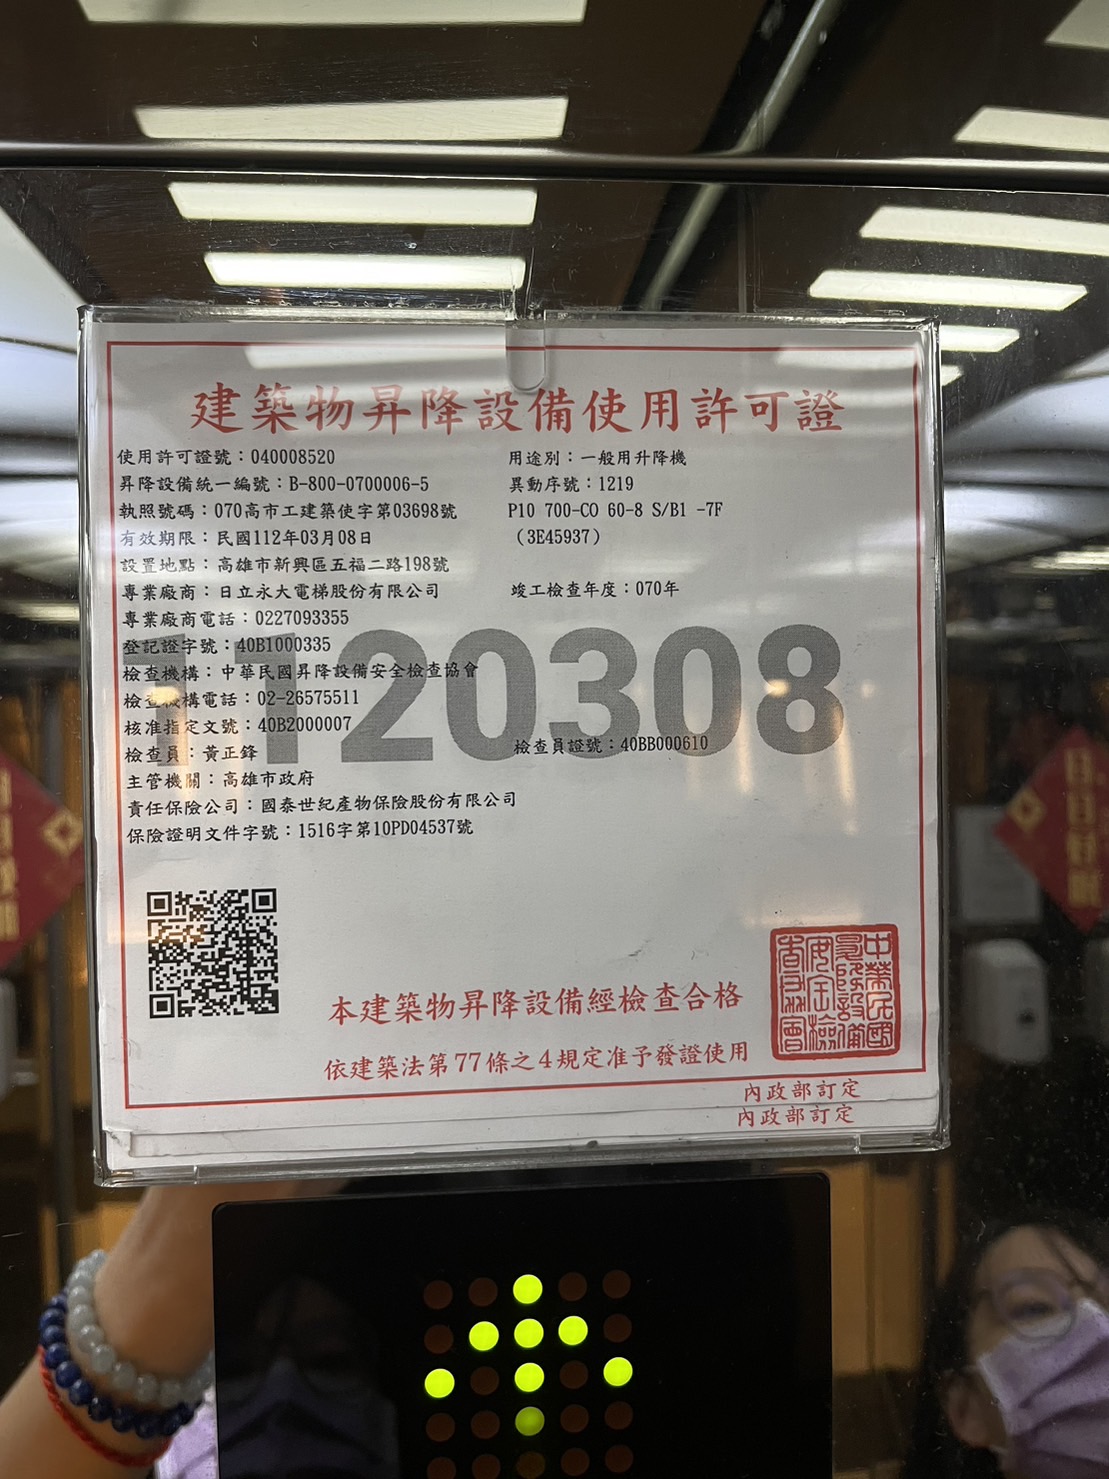 建築物昇降設備使用許可證
使用許可證號：040008520
用途別：一般用升降機
昇降設備統一編號：B-800-0700006-5
異動序號：1219
執照號碼：070高市工建築使字第03698號
P10 700-CO 60-8 S/B1 -7F
有效期限：民國112年03月08日
（3E45937）
設置地點：高雄市新興區五福二路198號
專業廠商：日立永大電梯股份有限公司
竣工檢查年度：070年
專業廠商電話：0227093355
登記證字號：40B1000335
1120308
檢查機構：中華民國昇降設備安全檢查協會
檢查機構電話：02-26575511
核准指定文號：40B2000007
檢查員：黃正鋒
檢查員證號：40BB000610
主管機關：高雄市政府
責任保險公司：國泰世紀產物保險股份有限公司
保險證明文件字號：1516字第10PD04537號
本建築物昇降設備經檢查合格
依建築法第77條之4規定准予發證使用
中華民國昇降設備安全檢查協會
內政部訂定
內政部訂定